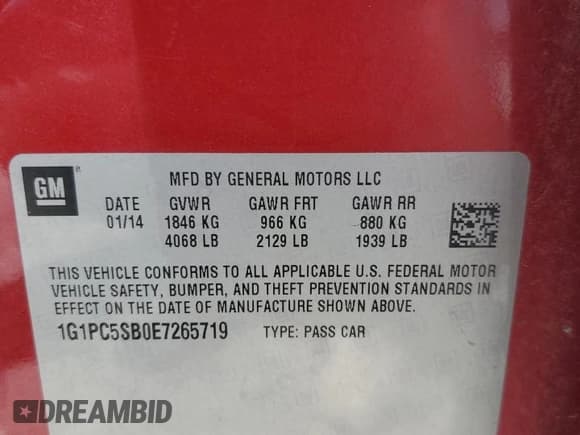 GM
MFD BY GENERAL MOTORS LLC
DATE GVWR GAWR FRT GAWR RR
01/14 1846 KG 966 KG 880 KG
4068 LB 2129 LB 1939 LB
THIS VEHICLE CONFORMS TO ALL APPLICABLE U.S. FEDERAL MOTOR
VEHICLE SAFETY, BUMPER, AND THEFT PREVENTION STANDARDS IN
EFFECT ON THE DATE OF MANUFACTURE SHOWN ABOVE.
1G1PC5SB0E7265719 TYPE: PASS CAR
DREAMBID